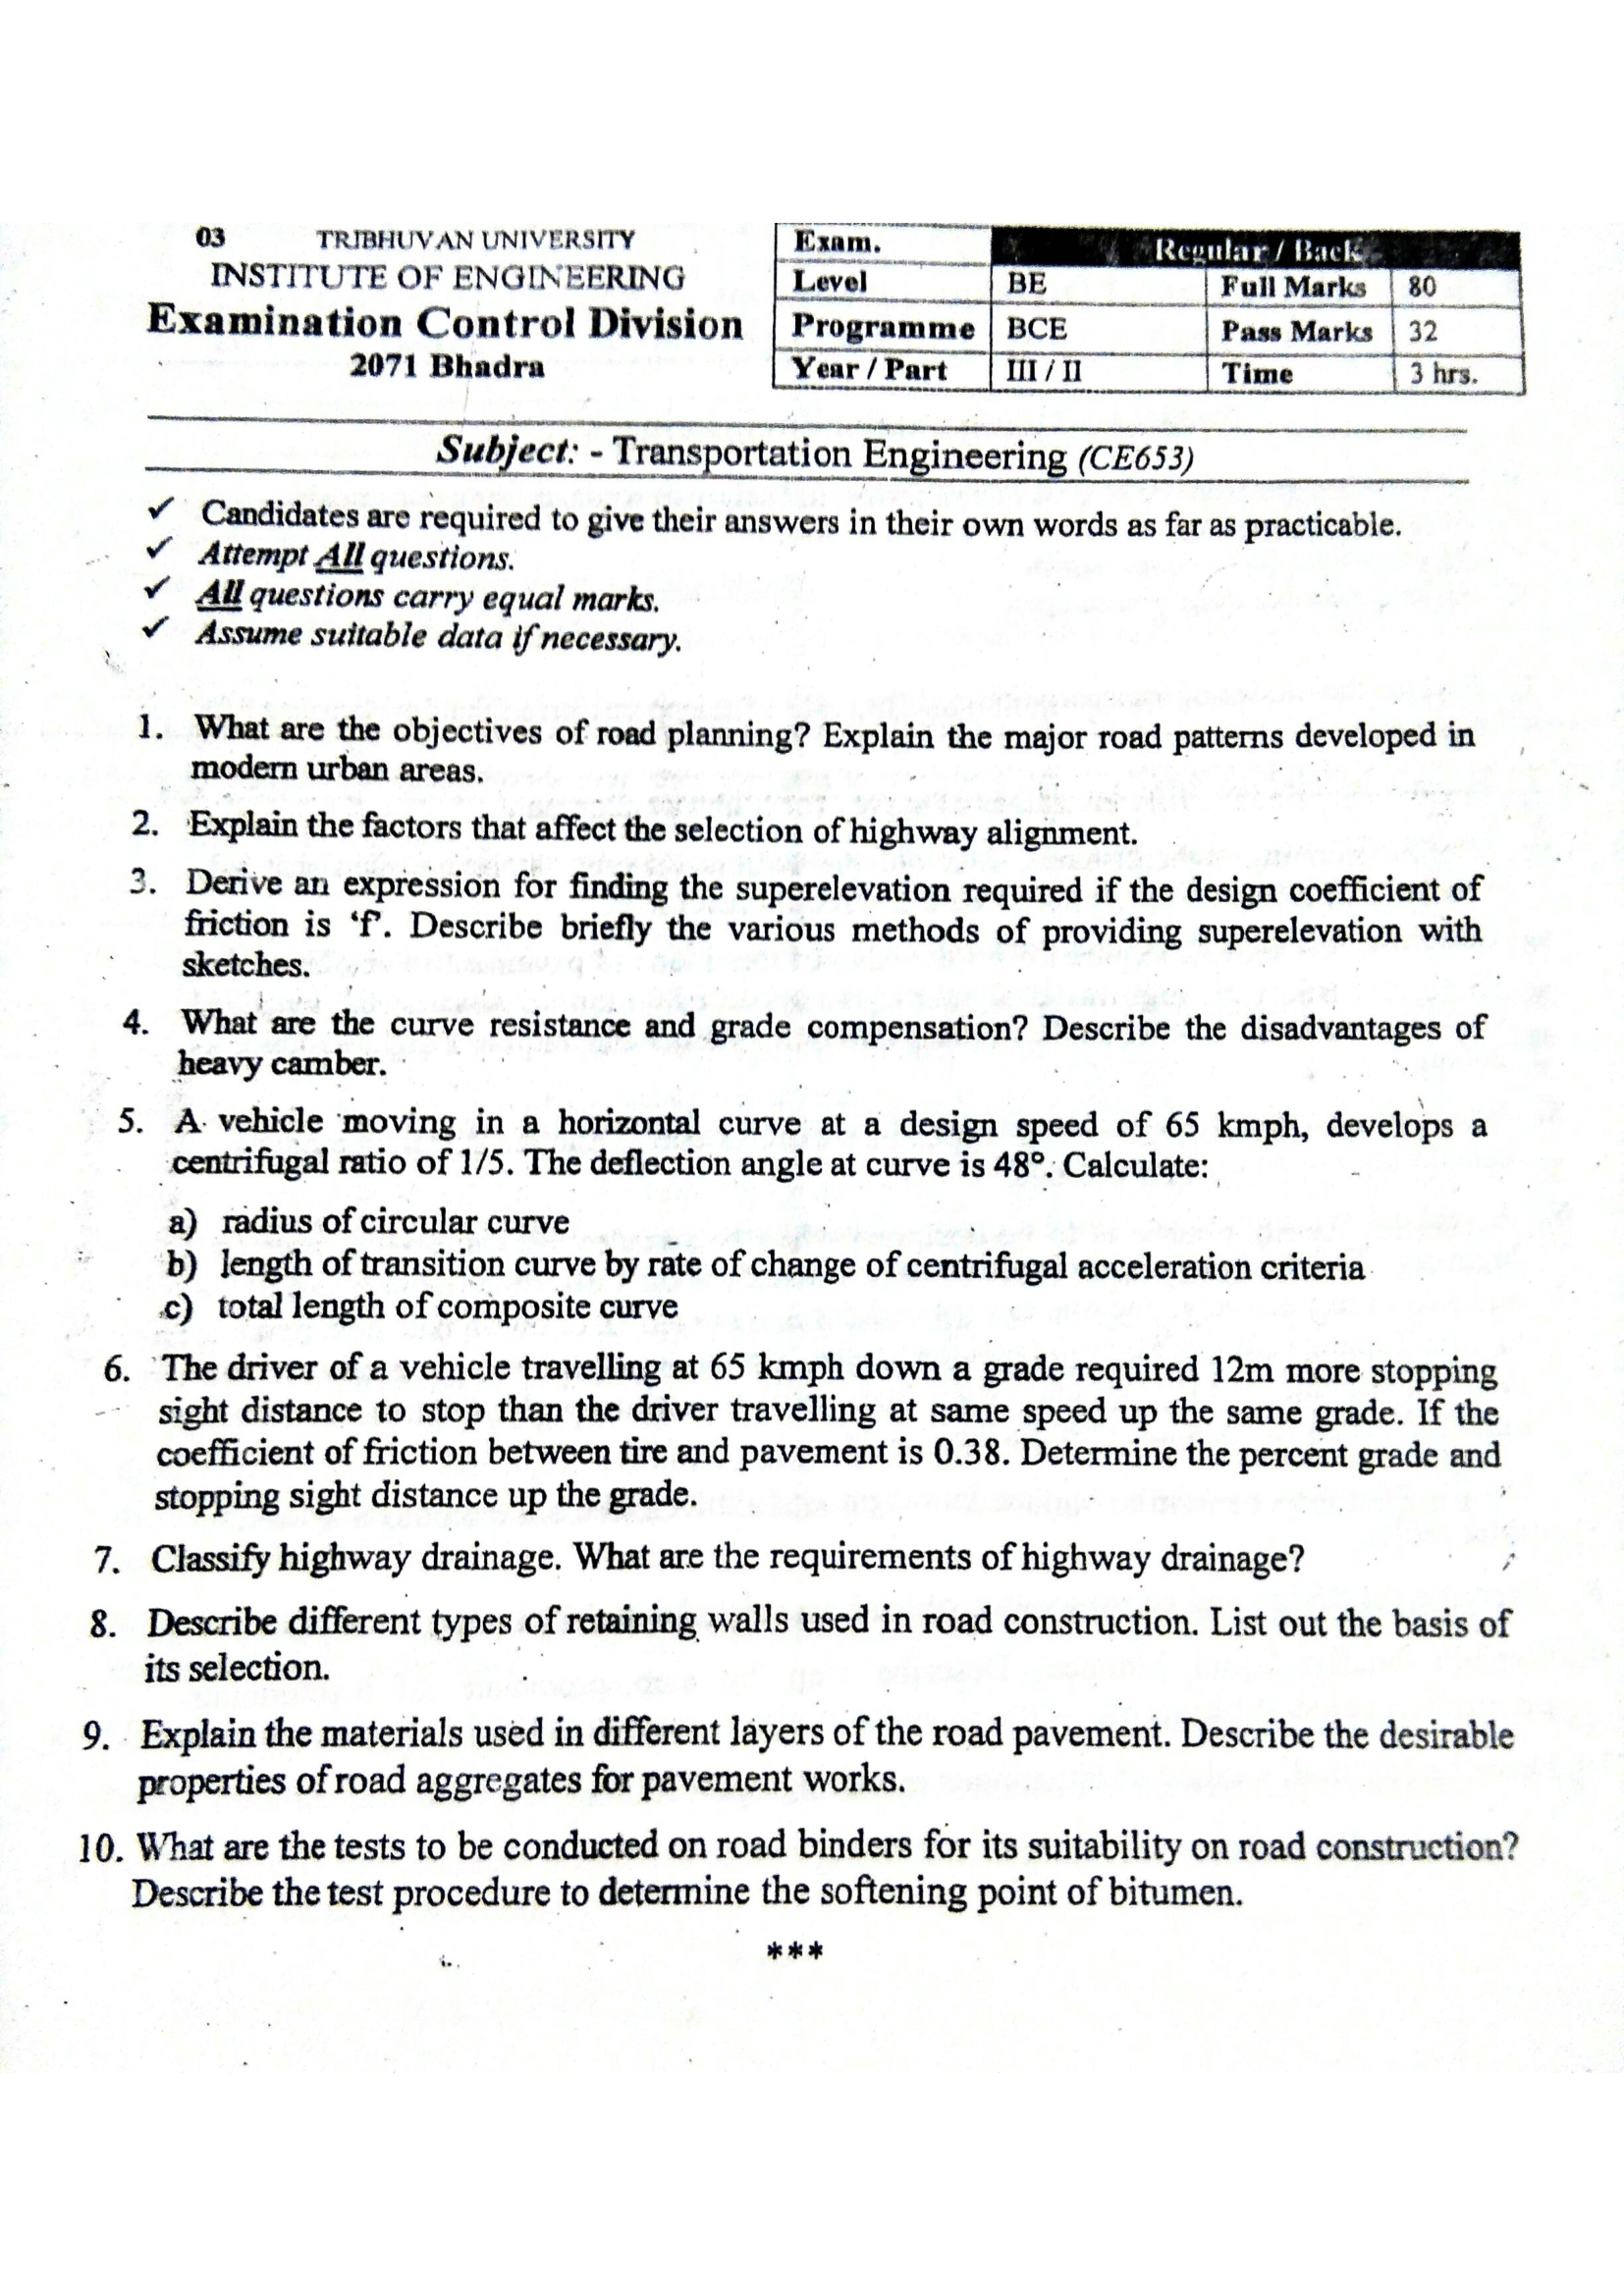 03 TRIBHUVAN UNIVERSITY
INSTITUTE OF ENGINEERING
Examination Control Division
2071 Bhadra
Exam. Regular / Back
Level BE Full Marks 80
Programme BCE Pass Marks 32
Year / Part III / II Time 3 hrs.
Subject: - Transportation Engineering (CE653)
✓ Candidates are required to give their answers in their own words as far as practicable.
✓ Attempt All questions.
✓ All questions carry equal marks.
✓ Assume suitable data if necessary.
1. What are the objectives of road planning? Explain the major road patterns developed in
modern urban areas.
2. Explain the factors that affect the selection of highway alignment.
3. Derive an expression for finding the superelevation required if the design coefficient of
friction is 'f'. Describe briefly the various methods of providing superelevation with
sketches.
4. What are the curve resistance and grade compensation? Describe the disadvantages of
heavy camber.
5. A vehicle moving in a horizontal curve at a design speed of 65 kmph, develops a
centrifugal ratio of 1/5. The deflection angle at curve is 48°. Calculate:
a) radius of circular curve
b) length of transition curve by rate of change of centrifugal acceleration criteria
c) total length of composite curve
6. The driver of a vehicle travelling at 65 kmph down a grade required 12m more stopping
sight distance to stop than the driver travelling at same speed up the same grade. If the
coefficient of friction between tire and pavement is 0.38. Determine the percent grade and
stopping sight distance up the grade.
7. Classify highway drainage. What are the requirements of highway drainage?
8. Describe different types of retaining walls used in road construction. List out the basis of
its selection.
9. Explain the materials used in different layers of the road pavement. Describe the desirable
properties of road aggregates for pavement works.
10. What are the tests to be conducted on road binders for its suitability on road construction?
Describe the test procedure to determine the softening point of bitumen.
***